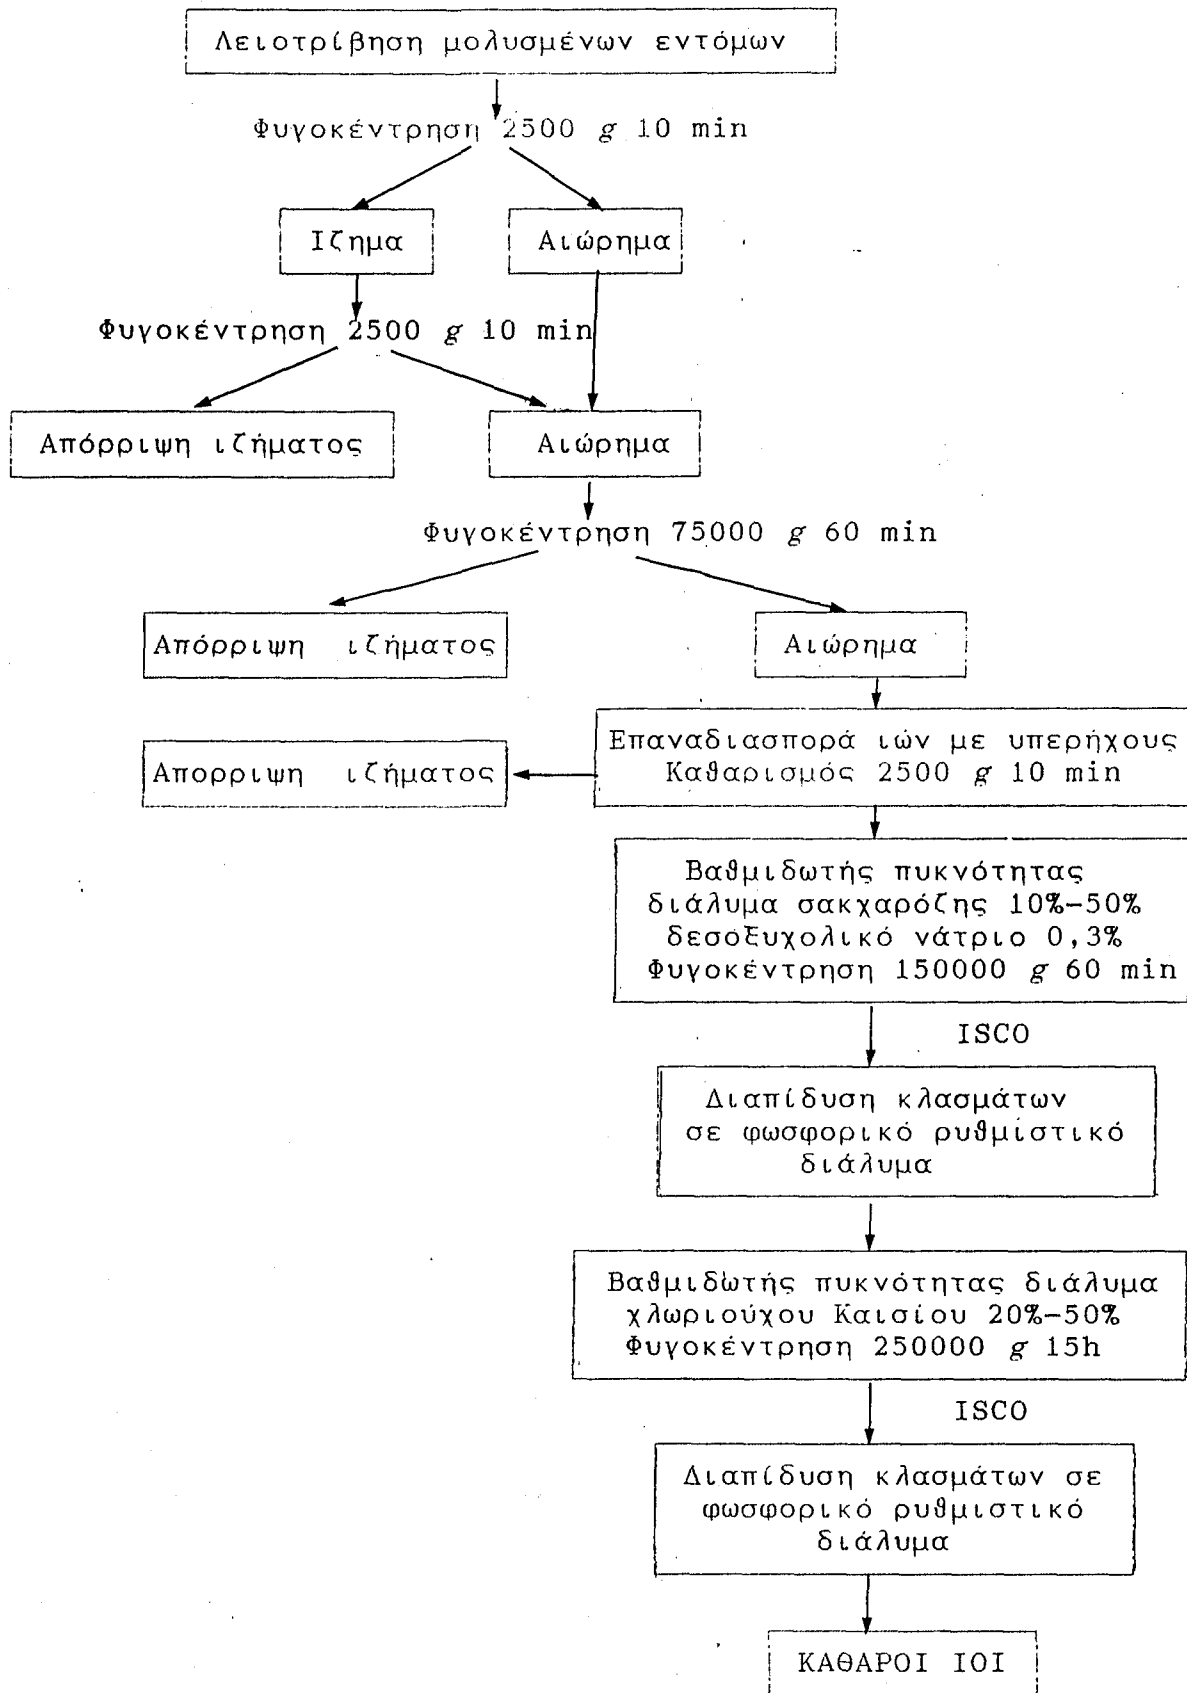 Λειοτρίβηση μολυσμένων εντόμων
Φυγοκέντρηση 2500 g 10 min
Ιζημα
Αιώρημα
Φυγοκέντρηση 2500 g 10 min
Απόρριψη ιζήματος
Αιώρημα
Φυγοκέντρηση 75000 g 60 min
Απόρριψη ιζήματος
Αιώρημα
Επαναδιασπορά ιών με υπερήχους
Καθαρισμός 2500 g 10 min
Απορριψη ιζήματος
Βαθμιδωτής πυκνότητας
διάλυμα σακχαρόζης 10%-50%
δεσοξυχολικό νάτριο 0,3%
Φυγοκέντρηση 150000 g 60 min
ISCO
Διαπίδυση κλασμάτων
σε φωσφορικό ρυθμιστικό
διάλυμα
Βαθμιδωτής πυκνότητας διάλυμα
χλωριούχου Καισίου 20%-50%
Φυγοκέντρηση 250000 g 15h
ISCO
Διαπίδυση κλασμάτων σε
φωσφορικό ρυθμιστικό
διάλυμα
ΚΑΘΑΡΟΙ ΙΟΙ